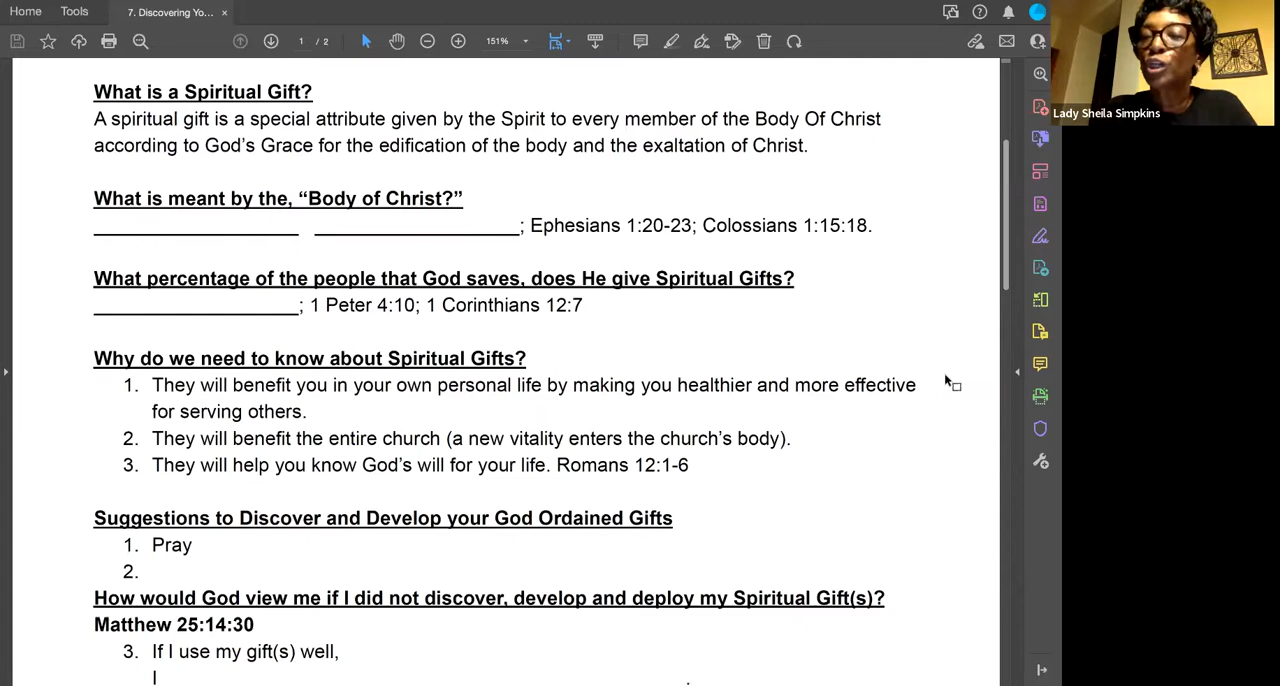 Home Tools 7. Discovering Yo... ×
1 / 2 151%
What is a Spiritual Gift?
A spiritual gift is a special attribute given by the Spirit to every member of the Body Of Christ
according to God's Grace for the edification of the body and the exaltation of Christ.
What is meant by the, “Body of Christ?”
___________________ ___________________; Ephesians 1:20-23; Colossians 1:15:18.
What percentage of the people that God saves, does He give Spiritual Gifts?
___________________; 1 Peter 4:10; 1 Corinthians 12:7
Why do we need to know about Spiritual Gifts?
1. They will benefit you in your own personal life by making you healthier and more effective
for serving others.
2. They will benefit the entire church (a new vitality enters the church's body).
3. They will help you know God's will for your life. Romans 12:1-6
Suggestions to Discover and Develop your God Ordained Gifts
1. Pray
2.
How would God view me if I did not discover, develop and deploy my Spiritual Gift(s)?
Matthew 25:14:30
3. If I use my gift(s) well,
I .
Lady Sheila Simpkins